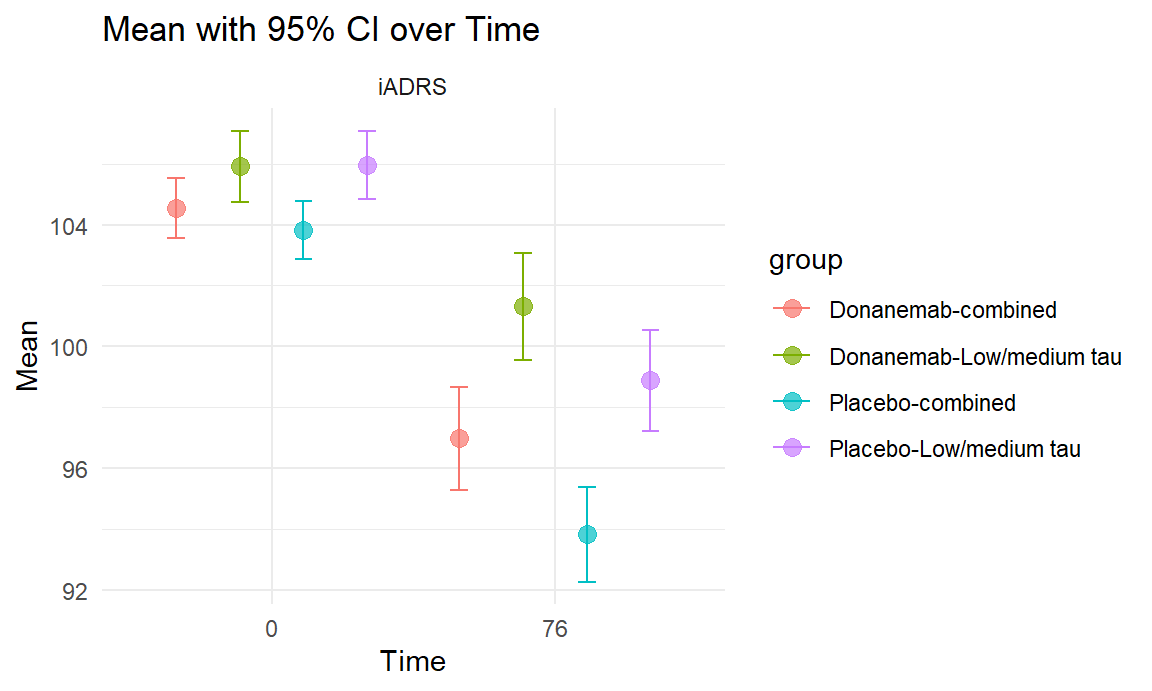 Mean with 95% CI over Time
iADRS
104
100
96
92
Mean
0
76
Time
group
Donanemab-combined
Donanemab-Low/medium tau
Placebo-combined
Placebo-Low/medium tau